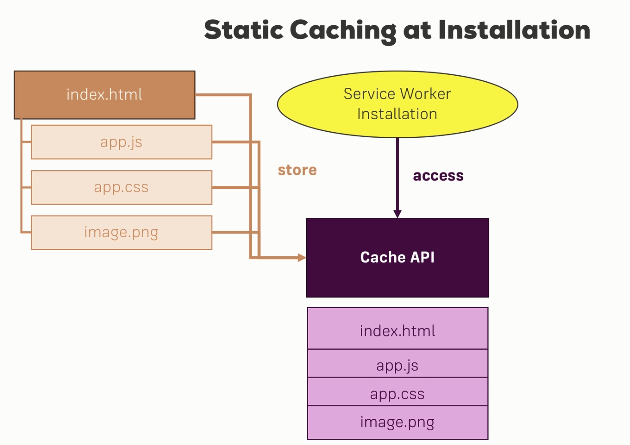 Static Caching at Installation
index.html
app.js
app.css
image.png
store
Service Worker
Installation
access
Cache API
index.html
app.js
app.css
image.png